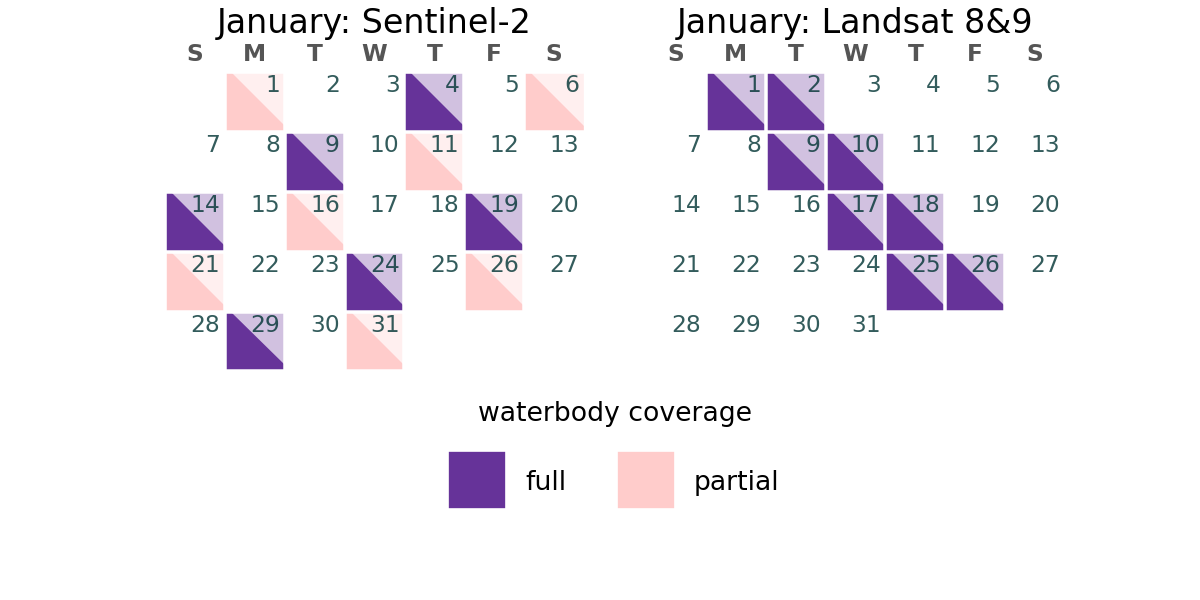 January: Sentinel-2
S M T W T F S
1 2 3 4 5 6
7 8 9 10 11 12 13
14 15 16 17 18 19 20
21 22 23 24 25 26 27
28 29 30 31
January: Landsat 8&9
S M T W T F S
1 2 3 4 5 6
7 8 9 10 11 12 13
14 15 16 17 18 19 20
21 22 23 24 25 26 27
28 29 30 31
waterbody coverage
full partial